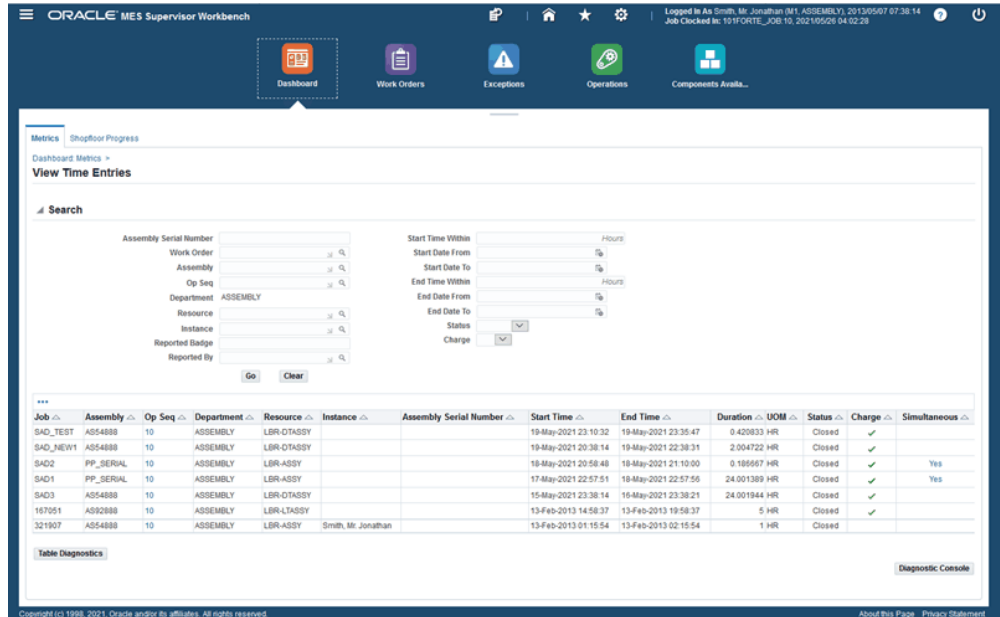 ORACLE MES Supervisor Workbench
Logged In As Smith, Mr. Jonathan (M1, ASSEMBLY), 2013/05/07 07:38:14
Job Clocked In: 101FORTE_JOB:10, 2021/05/26 04:02:28
Dashboard Work Orders Exceptions Operations Components Availa...
Metrics Shopfloor Progress
Dashboard: Metrics >
View Time Entries
Search
Assembly Serial Number Start Time Within Hours
Work Order Start Date From
Assembly Start Date To
Op Seq End Time Within Hours
Department ASSEMBLY End Date From
Resource End Date To
Instance Status
Reported Badge Charge
Reported By
Go Clear
Job Assembly Op Seq Department Resource Instance Assembly Serial Number Start Time End Time Duration UOM Status Charge Simultaneous
SAD_TEST AS54888 10 ASSEMBLY LBR-DTASSY 19-May-2021 23:10:32 19-May-2021 23:35:47 0.420833 HR Closed
SAD_NEW1 AS54888 10 ASSEMBLY LBR-DTASSY 19-May-2021 20:38:14 19-May-2021 22:38:31 2.004722 HR Closed
SAD2 PP_SERIAL 10 ASSEMBLY LBR-ASSY 18-May-2021 20:58:48 18-May-2021 21:10:00 0.186667 HR Closed Yes
SAD1 PP_SERIAL 10 ASSEMBLY LBR-ASSY 17-May-2021 22:57:51 18-May-2021 22:57:56 24.001389 HR Closed Yes
SAD3 AS54888 10 ASSEMBLY LBR-DTASSY 15-May-2021 23:38:14 16-May-2021 23:38:21 24.001944 HR Closed
167051 AS92888 10 ASSEMBLY LBR-LTASSY 13-Feb-2013 14:58:37 13-Feb-2013 19:58:37 5 HR Closed
321907 AS54888 10 ASSEMBLY LBR-ASSY Smith, Mr. Jonathan 13-Feb-2013 01:15:54 13-Feb-2013 02:15:54 1 HR Closed
Table Diagnostics
Diagnostic Console
Copyright (c) 1998, 2021, Oracle and/or its affiliates. All rights reserved. About this Page Privacy Statement